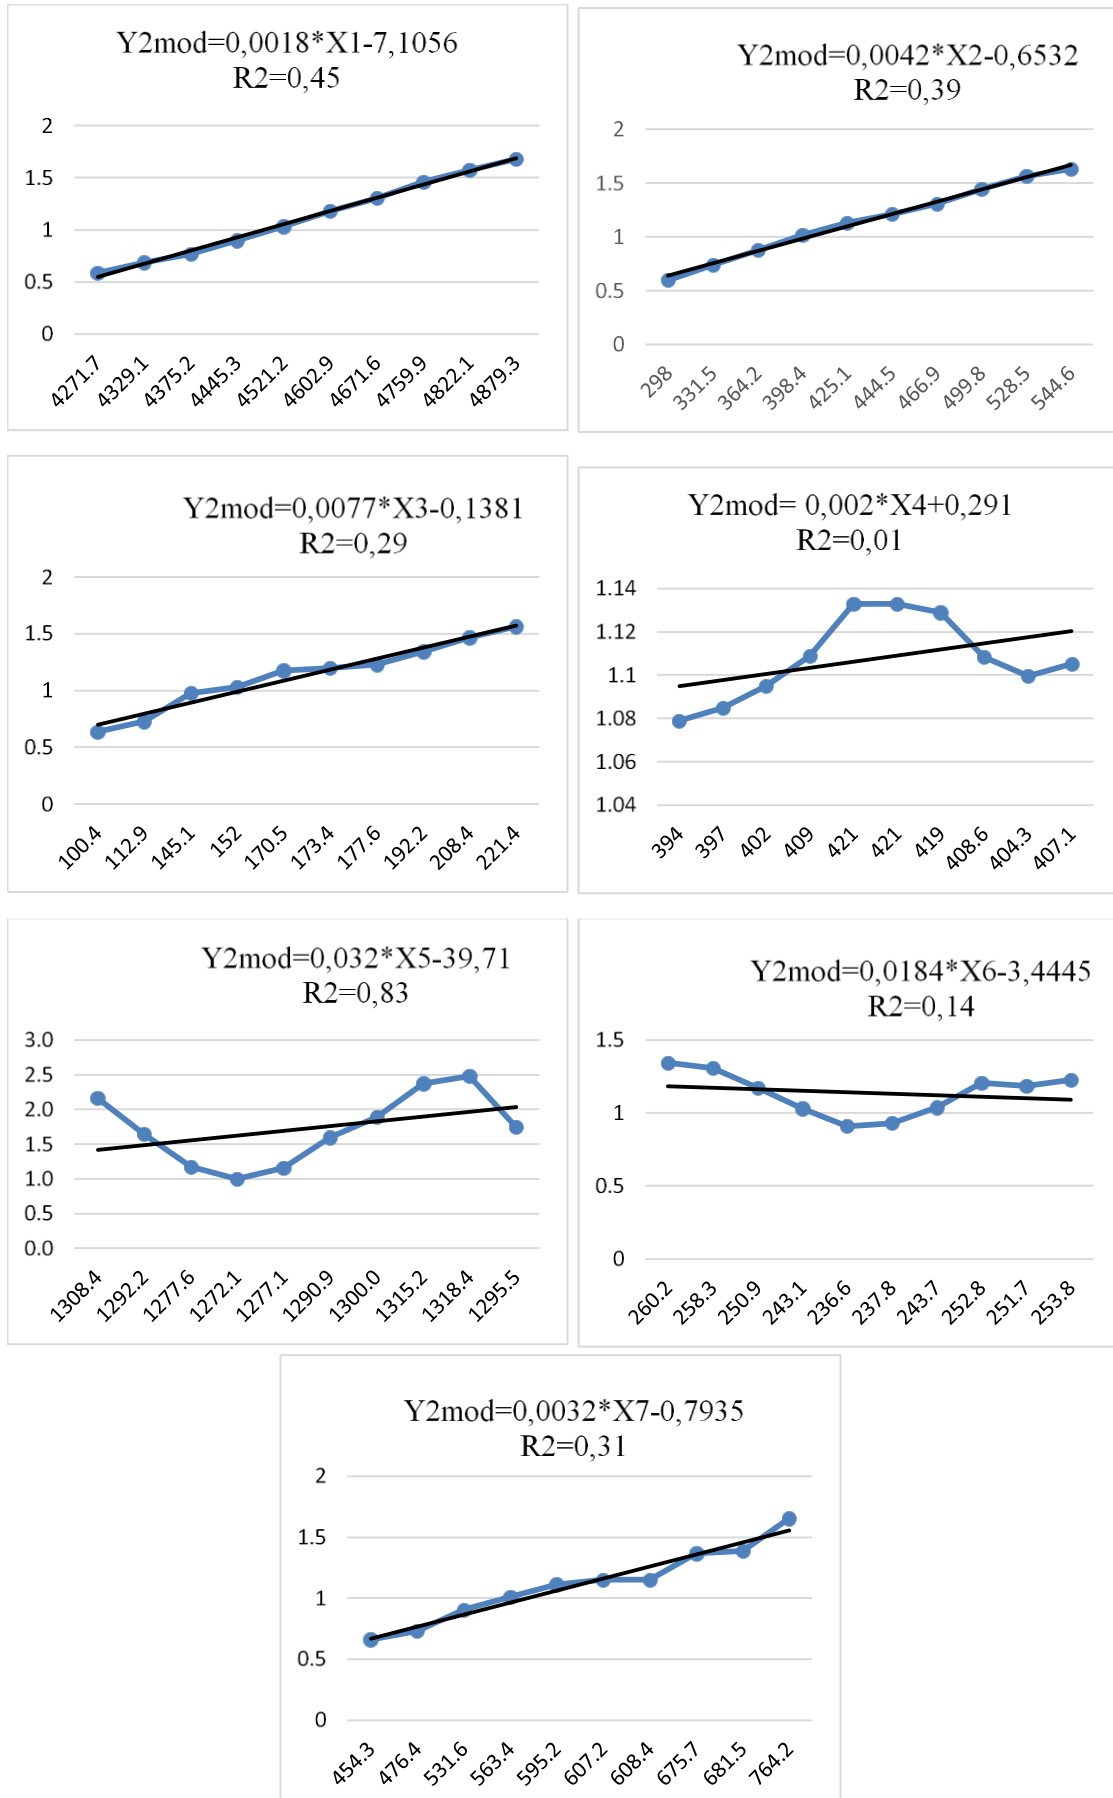 Y2mod=0,0018*X1-7,1056
R2=0,45
2
1.5
1
0.5
0
4271.7 4329.1 4375.2 4445.3 4521.2 4602.9 4671.6 4759.9 4822.1 4879.3
Y2mod=0,0042*X2-0,6532
R2=0,39
2
1.5
1
0.5
0
298 331.5 364.2 398.4 425.1 444.5 466.9 499.8 528.5 544.6
Y2mod=0,0077*X3-0,1381
R2=0,29
2
1.5
1
0.5
0
100.4 112.9 145.1 152 170.5 173.4 177.6 192.2 208.4 221.4
Y2mod= 0,002*X4+0,291
R2=0,01
1.14
1.12
1.1
1.08
1.06
1.04
394 397 402 409 421 421 419 408.6 404.3 407.1
Y2mod=0,032*X5-39,71
R2=0,83
3.0
2.5
2.0
1.5
1.0
0.5
0.0
1308.4 1292.2 1277.6 1272.1 1277.1 1290.9 1300.0 1315.2 1318.4 1295.5
Y2mod=0,0184*X6-3,4445
R2=0,14
1.5
1
0.5
0
260.2 258.3 250.9 243.1 236.6 237.8 243.7 252.8 251.7 253.8
Y2mod=0,0032*X7-0,7935
R2=0,31
2
1.5
1
0.5
0
454.3 476.4 531.6 563.4 595.2 607.2 608.4 675.7 681.5 764.2